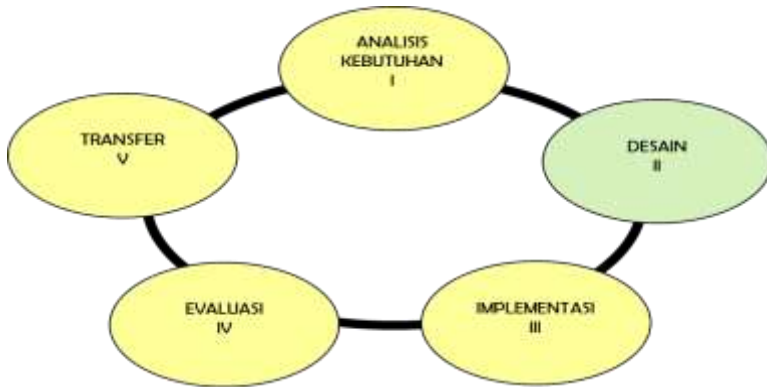 ANALISIS
KEBUTUHAN
I
DESAIN
II
IMPLEMENTASI
III
EVALUASI
IV
TRANSFER
V